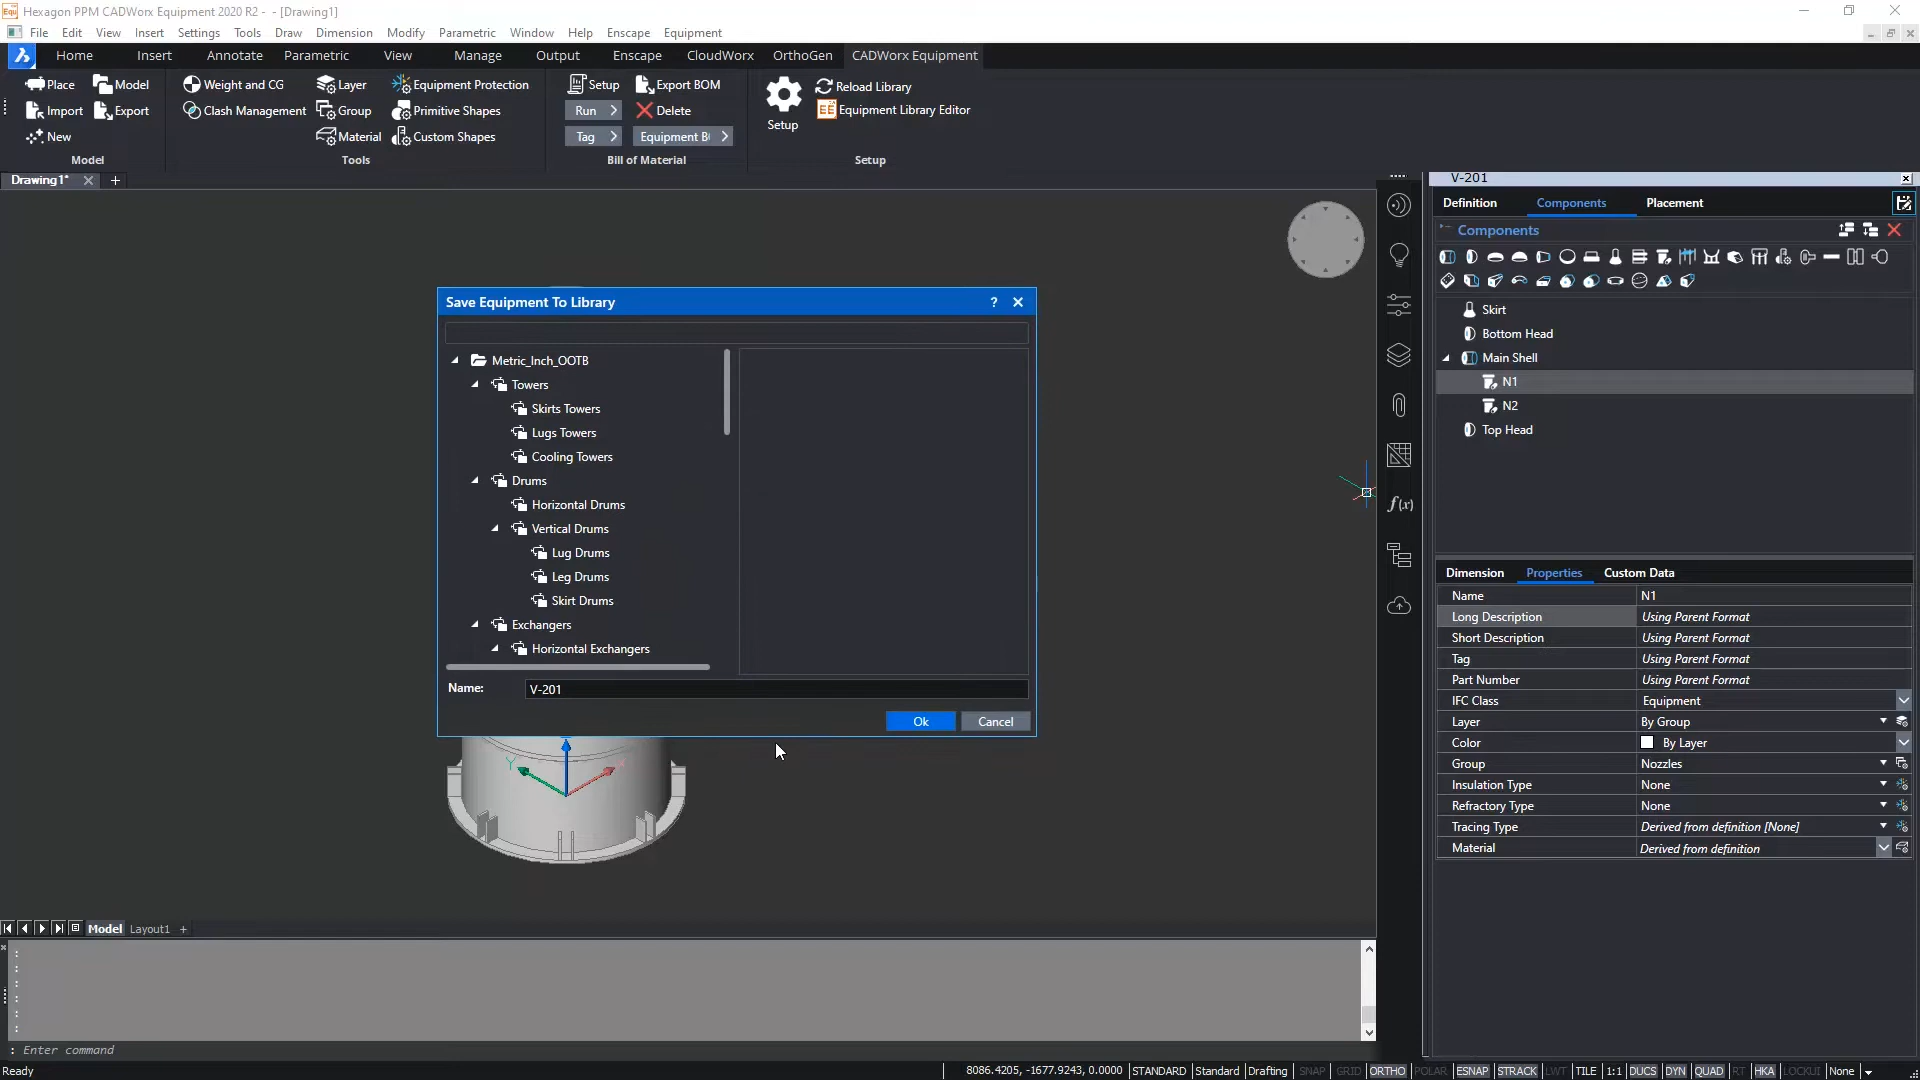 Hexagon PPM CADWorx Equipment 2020 R2 - - [Drawing1]
File Edit View Insert Settings Tools Draw Dimension Modify Parametric Window Help Enscape Equipment
Home Insert Annotate Parametric View Manage Output Enscape CloudWorx OrthoGen CADWorx Equipment
Place Model Weight and CG Layer Equipment Protection Setup Export BOM Reload Library
Import Export Clash Management Group Primitive Shapes Run > Delete Equipment Library Editor
New Material Custom Shapes Tag > Equipment B > Setup
Model Tools Bill of Material Setup
Drawing1* +
V-201
Definition Components Placement
Components
Skirt
Bottom Head
Main Shell
N1
N2
Top Head
Save Equipment To Library ?
Metric_Inch_OOTB
Towers
Skirts Towers
Lugs Towers
Cooling Towers
Drums
Horizontal Drums
Vertical Drums
Lug Drums
Leg Drums
Skirt Drums
Exchangers
Horizontal Exchangers
Name: V-201
Ok Cancel
Y
f(x)
Dimension Properties Custom Data
Name N1
Long Description Using Parent Format
Short Description Using Parent Format
Tag Using Parent Format
Part Number Using Parent Format
IFC Class Equipment
Layer By Group
Color By Layer
Group Nozzles
Insulation Type None
Refractory Type None
Tracing Type Derived from definition [None]
Material Derived from definition
Model Layout1 +
:
:
:
:
:
:
: Enter command
Ready 8086.4205, -1677.9243, 0.0000 STANDARD Standard Drafting SNAP GRID ORTHO POLAR ESNAP STRACK LWT TILE 1:1 DUCS DYN QUAD RT HKA LOCKUI None